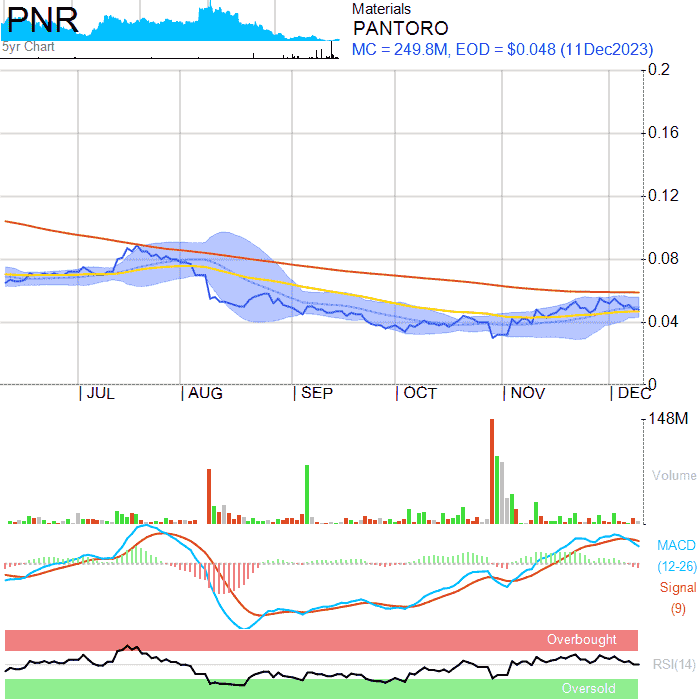 PNR
5yr Chart
Materials
PANTORO
MC = 249.8M, EOD = $0.048 (11Dec2023)
0.2
0.16
0.12
0.08
0.04
0
JUL AUG SEP OCT NOV DEC
148M
Volume
MACD
(12-26)
Signal
(9)
Overbought
RSI(14)
Oversold